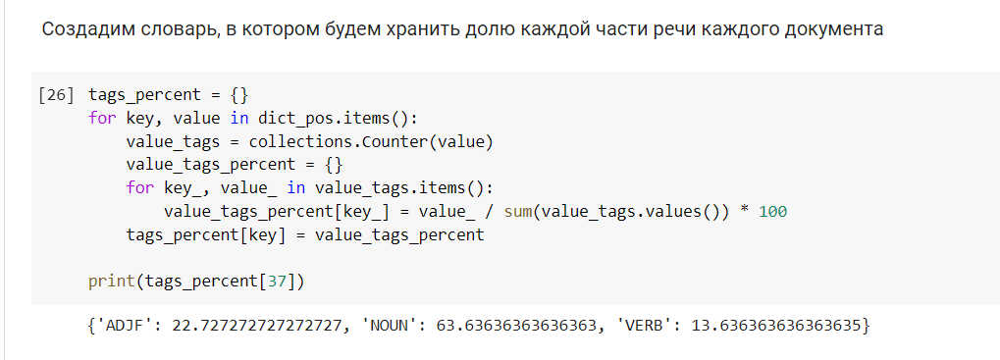 Создадим словарь, в котором будем хранить долю каждой части речи каждого документа
[26] tags_percent = {}
for key, value in dict_pos.items():
    value_tags = collections.Counter(value)
    value_tags_percent = {}
    for key_, value_ in value_tags.items():
        value_tags_percent[key_] = value_ / sum(value_tags.values()) * 100
    tags_percent[key] = value_tags_percent
print(tags_percent[37])
{'ADJF': 22.727272727272727, 'NOUN': 63.63636363636363, 'VERB': 13.636363636363635}